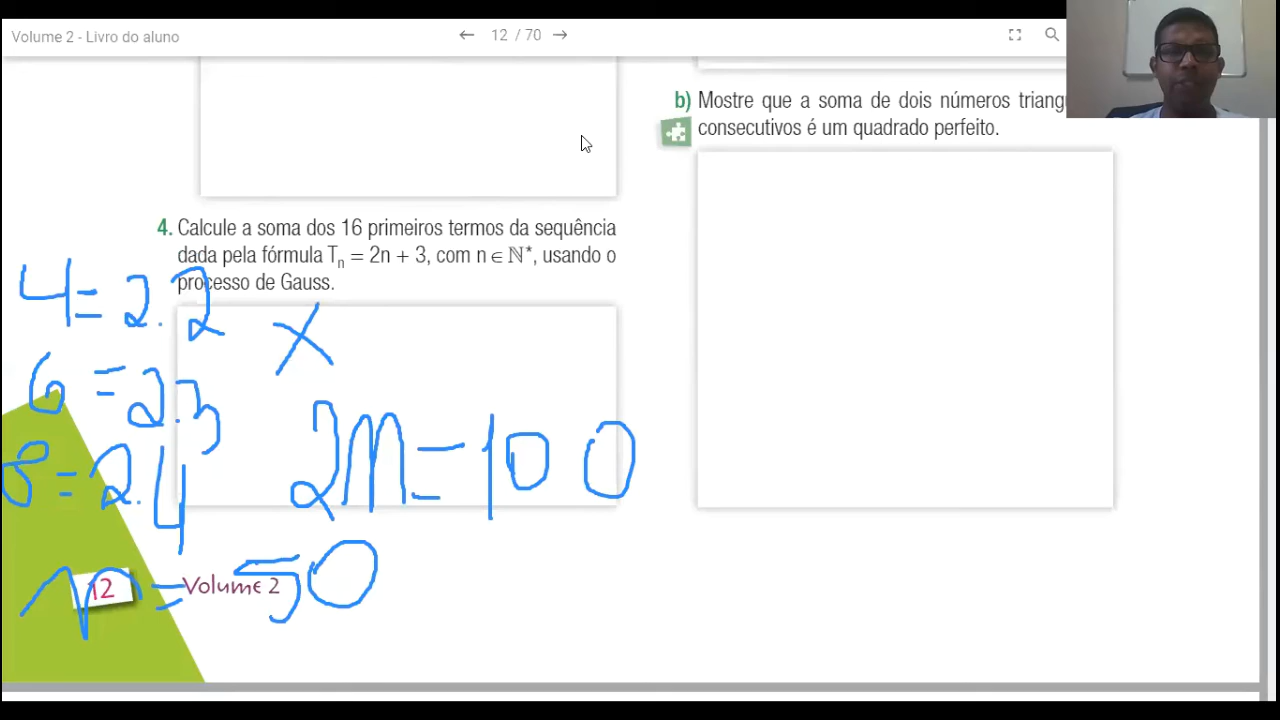 Volume 2 - Livro do aluno
12 / 70
4. Calcule a soma dos 16 primeiros termos da sequência
dada pela fórmula Tₙ = 2n + 3, com n ∈ ℕ*, usando o
processo de Gauss.
4 = 2.2
X
6 = 2.3
2n = 100
8 = 2.4
n = 50
12
Volume 2
b) Mostre que a soma de dois números
consecutivos é um quadrado perfeito.